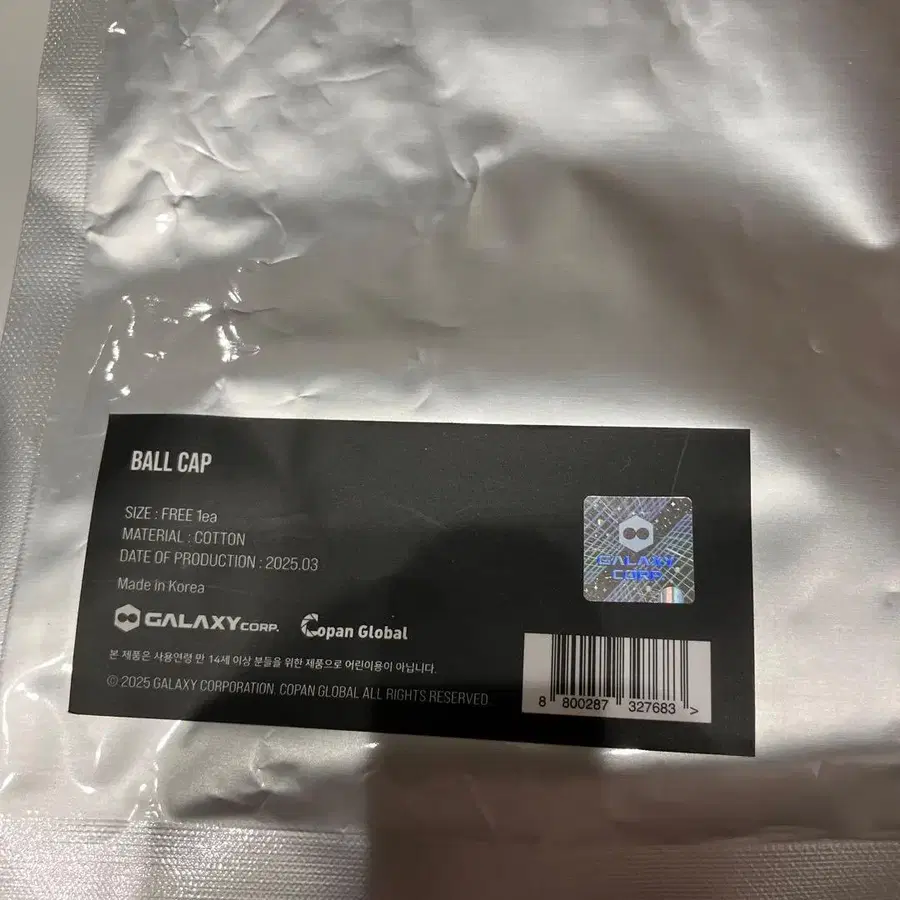 BALL CAP
SIZE : FREE 1ea
MATERIAL : COTTON
DATE OF PRODUCTION : 2025.03
Made in Korea
GALAXY CORP.
Copan Global
본 제품은 사용연령 만 14세 이상 분들을 위한 제품으로 어린이용이 아닙니다.
© 2025 GALAXY CORPORATION. COPAN GLOBAL ALL RIGHTS RESERVED.
GALAXY
CORP
8 800287 327683 >